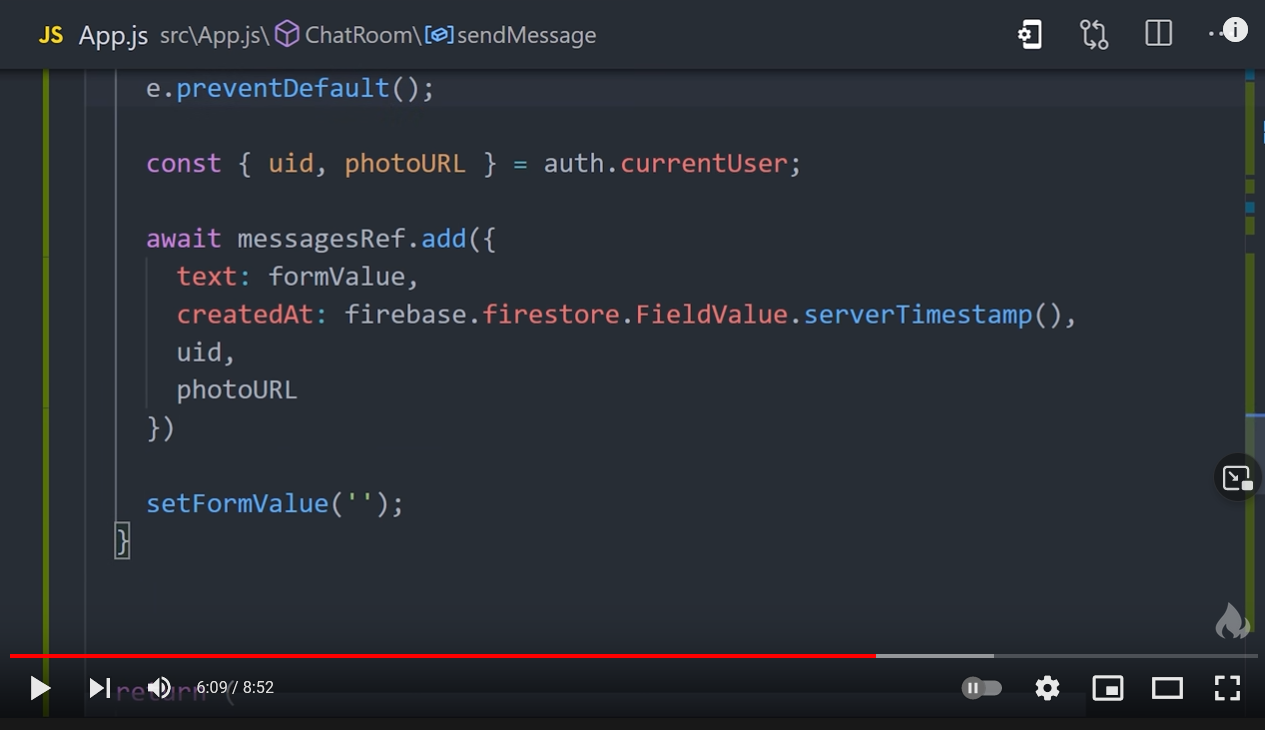 JS App.js src\App.js\ ChatRoom\ sendMessage
e.preventDefault();
const { uid, photoURL } = auth.currentUser;
await messagesRef.add({
text: formValue,
createdAt: firebase.firestore.FieldValue.serverTimestamp(),
uid,
photoURL
})
setFormValue('');
}
return (
6:09 / 8:52